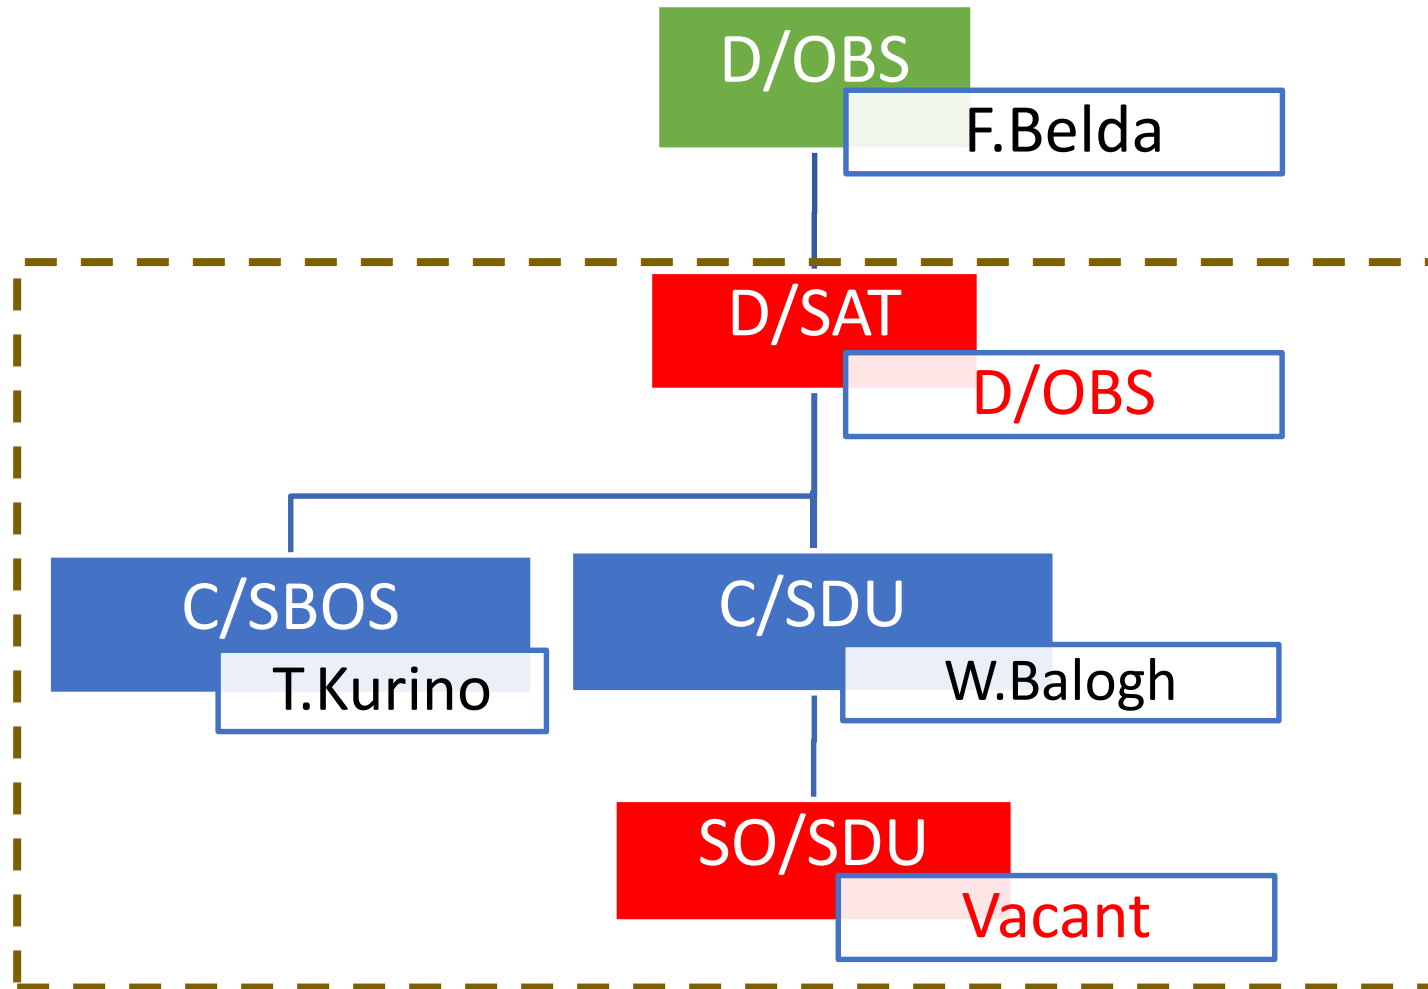 D/OBS
F.Belda
D/SAT
D/OBS
C/SBOS
T.Kurino
C/SDU
W.Balogh
SO/SDU
Vacant